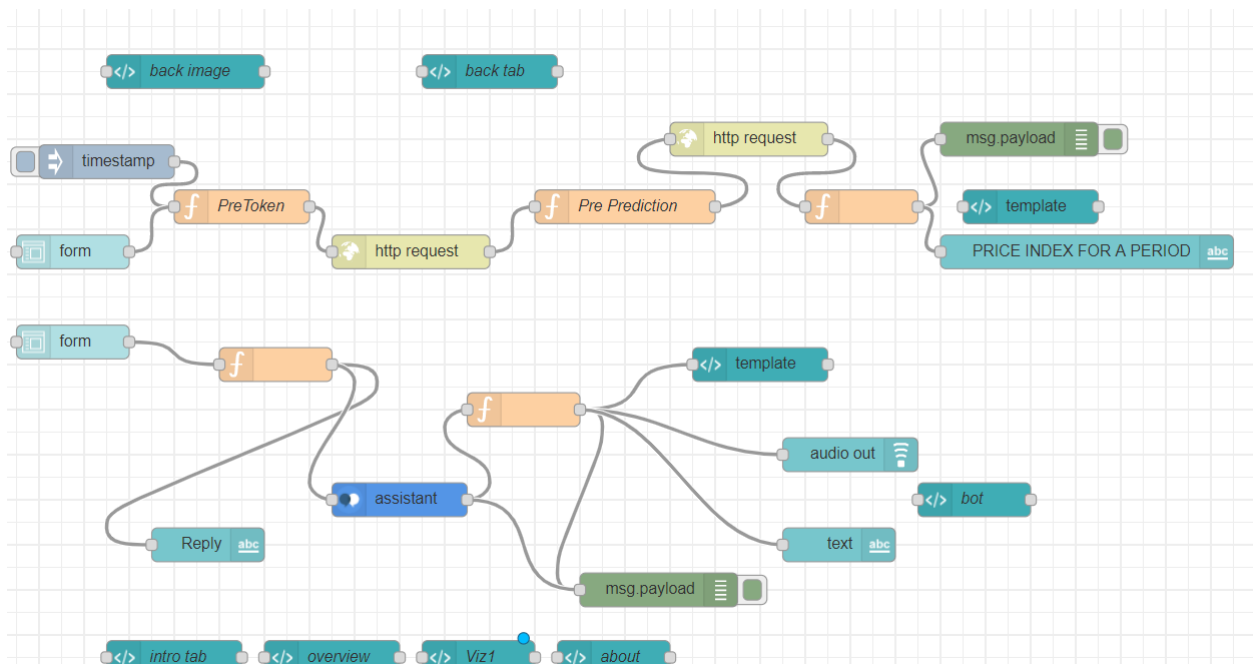 </> back image
</> back tab
http request
msg.payload
timestamp
f PreToken
f Pre Prediction
f
</> template
form
http request
PRICE INDEX FOR A PERIOD abc
form
f
</> template
f
audio out
assistant
</> bot
Reply abc
text abc
msg.payload
</> intro tab
</> overview
</> Viz1
</> about